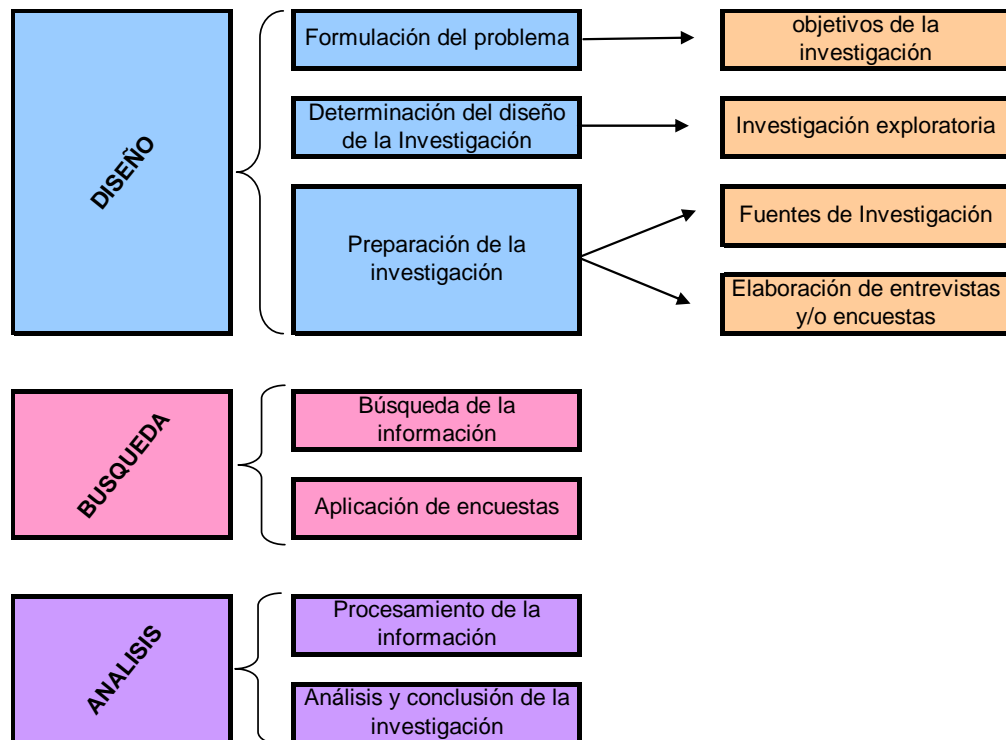 DISEÑO
Formulación del problema
objetivos de la
investigación
Determinación del diseño
de la Investigación
Investigación exploratoria
Preparación de la
investigación
Fuentes de Investigación
Elaboración de entrevistas
y/o encuestas
BUSQUEDA
Búsqueda de la
información
Aplicación de encuestas
ANALISIS
Procesamiento de la
información
Análisis y conclusión de la
investigación